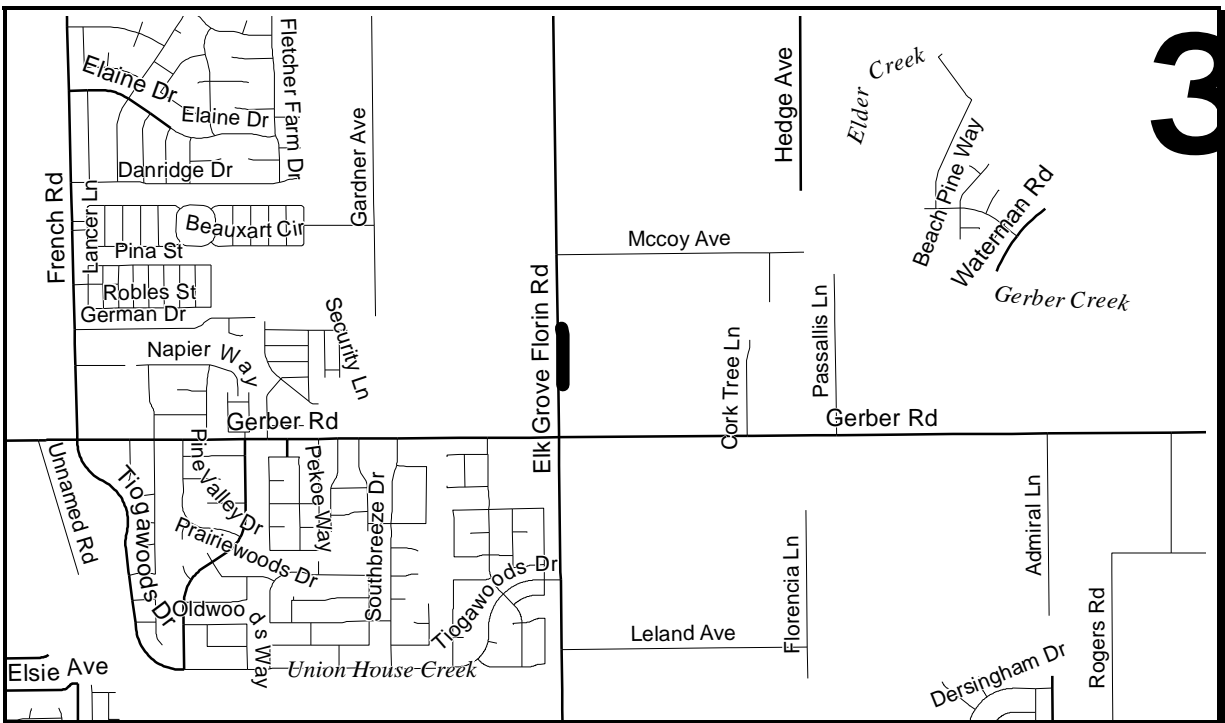 3
Elder Creek
Fletcher Farm Dr
Hedge Ave
Elaine Dr
Elaine Dr
Gardner Ave
Beach Pine Way
Danridge Dr
Waterman Rd
French Rd
Lancer Ln
Beauxart Cir
Mccoy Ave
Pina St
Robles St
Gerber Creek
German Dr
Security Ln
Elk Grove Florin Rd
Passallis Ln
Napier Way
Cork Tree Ln
Gerber Rd
Gerber Rd
Unnamed Rd
Pine Valley Dr
Pekoe Way
Tiogawoods Dr
Southbreeze Dr
Admiral Ln
Prairiewoods Dr
Florencia Ln
Tiogawoods Dr
Oldwoods Way
Rogers Rd
Leland Ave
Elsie Ave
Union House Creek
Dersingham Dr